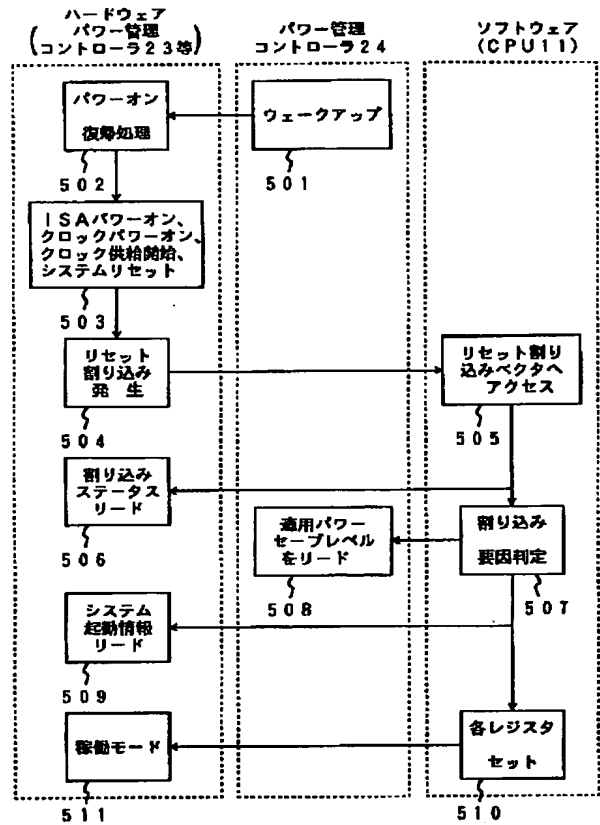 ハードウェア
パワー管理
(コントローラ23等)
パワー管理
コントローラ24
ソフトウェア
(CPU11)
パワーオン
復帰処理
502
ウェークアップ
501
ISAパワーオン、
クロックパワーオン、
クロック供給開始、
システムリセット
503
リセット
割り込み
発 生
504
リセット割り
込みベクタへ
アクセス
505
割り込み
ステータス
リード
506
適用パワー
セーブレベル
をリード
508
割り込み
要因判定
507
システム
起動情報
リード
509
稼働モード
511
各レジスタ
セット
510